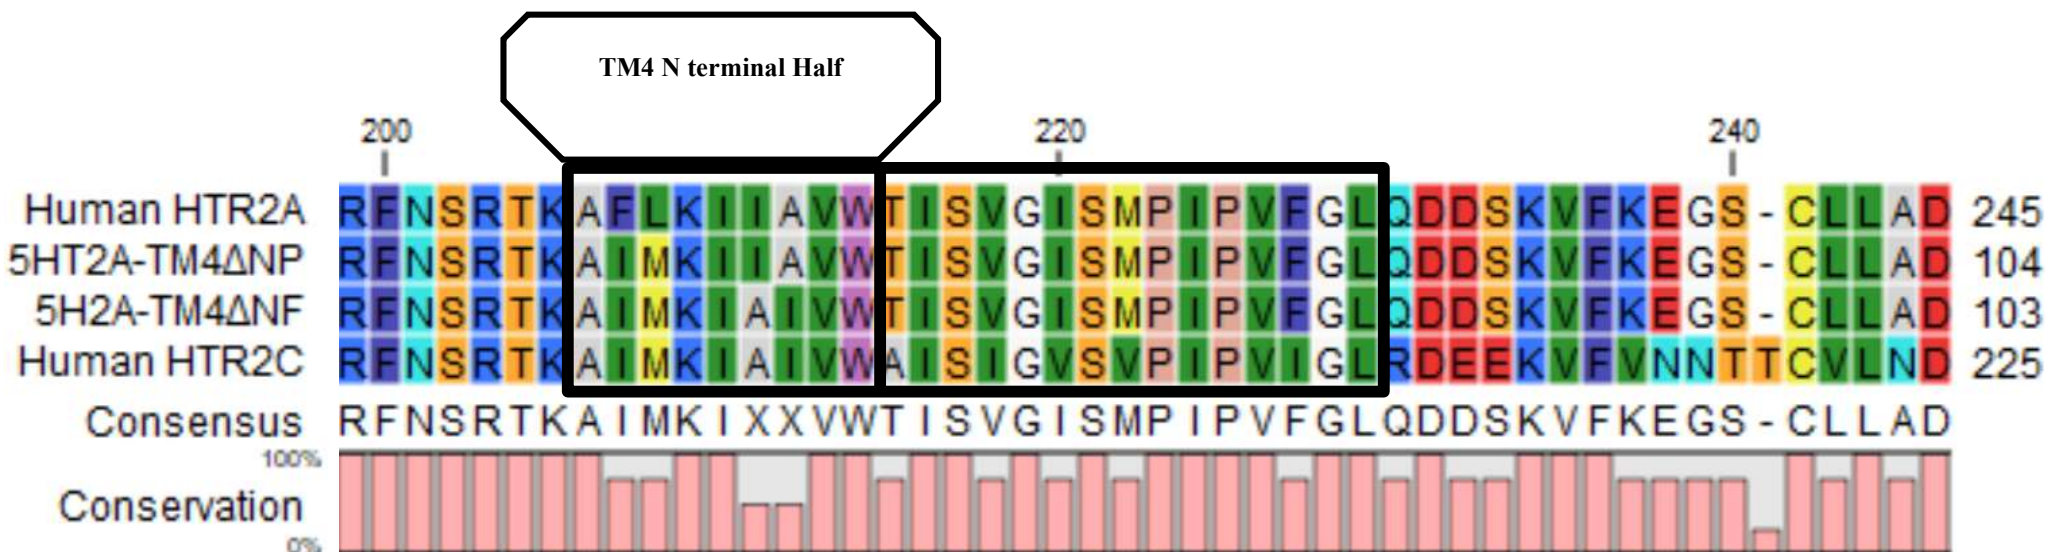 TM4 N terminal Half
200 220 240
Human HTR2A RFNSRTKAFLKIIAVWTISVGISMPIPVFGLQDDSKVFKEGS-CLLAD 245
5HT2A-TM4ΔNP RFNSRTKAIMKIIAVWTISVGISMPIPVFGLQDDSKVFKEGS-CLLAD 104
5H2A-TM4ΔNF RFNSRTKAIMKIAIVWTISVGISMPIPVFGLQDDSKVFKEGS-CLLAD 103
Human HTR2C RFNSRTKAIMKIAIVWAISIGVSVPIPVIGLRDEEKVFVNNTTCVLND 225
Consensus RFNSRTKAIMKIXXVWTISVGISMPIPVFGLQDDSKVFKEGS-CLLAD
100%
Conservation
0%